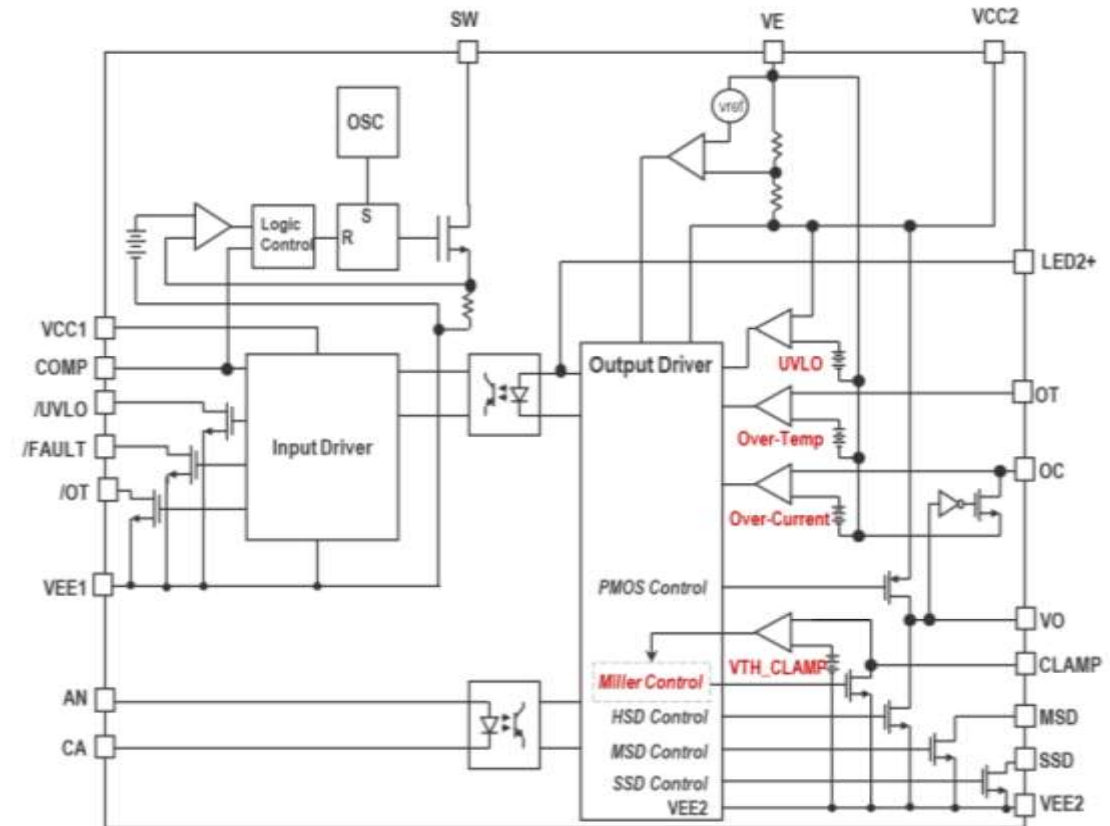 SW
VE
VCC2
vref
OSC
S
R
Logic
Control
LED2+
VCC1
COMP
/UVLO
/FAULT
/OT
VEE1
Input Driver
Output Driver
UVLO
OT
Over-Temp
OC
Over-Current
PMOS Control
VO
VTH_CLAMP
CLAMP
Miller Control
AN
CA
HSD Control
MSD
MSD Control
SSD
SSD Control
VEE2
VEE2